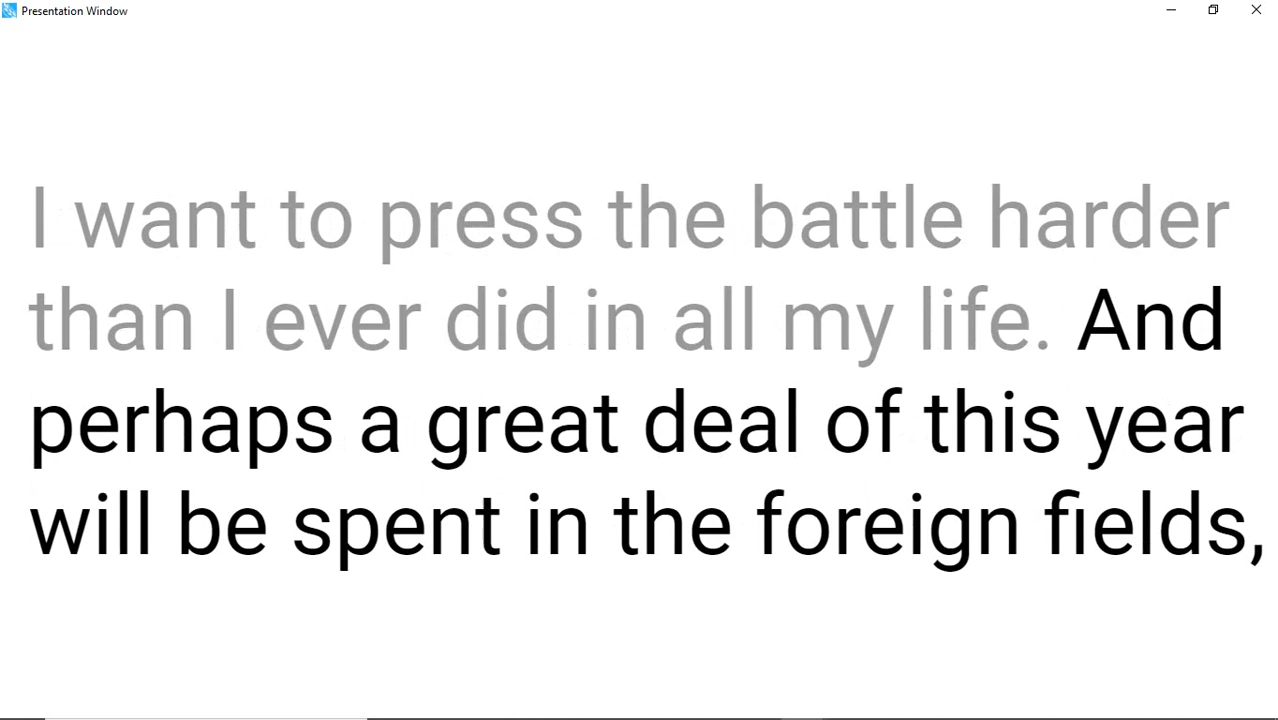 Presentation Window
I want to press the battle harder
than I ever did in all my life. And
perhaps a great deal of this year
will be spent in the foreign fields,